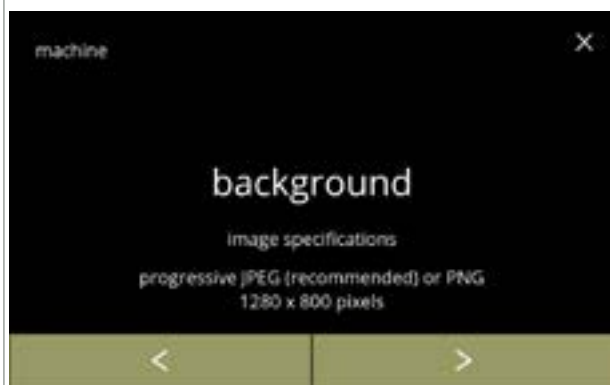 machine
background
image specifications
progressive JPEG (recommended) or PNG
1280 x 800 pixels